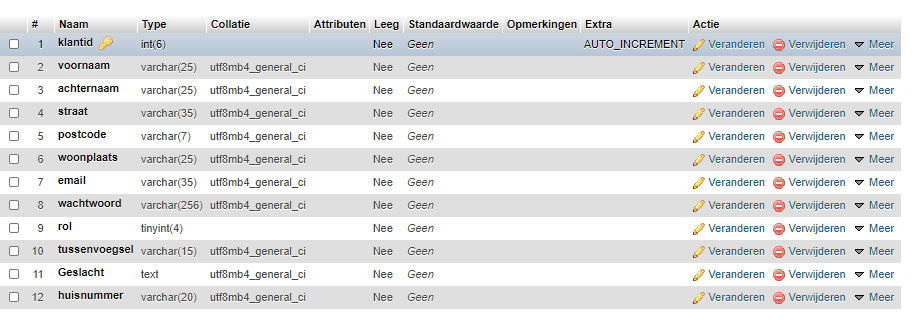 # Naam Type Collatie Attributen Leeg Standaardwaarde Opmerkingen Extra Actie
1 klantid int(6) Nee Geen AUTO_INCREMENT Veranderen Verwijderen Meer
2 voornaam varchar(25) utf8mb4_general_ci Nee Geen Veranderen Verwijderen Meer
3 achternaam varchar(25) utf8mb4_general_ci Nee Geen Veranderen Verwijderen Meer
4 straat varchar(35) utf8mb4_general_ci Nee Geen Veranderen Verwijderen Meer
5 postcode varchar(7) utf8mb4_general_ci Nee Geen Veranderen Verwijderen Meer
6 woonplaats varchar(25) utf8mb4_general_ci Nee Geen Veranderen Verwijderen Meer
7 email varchar(35) utf8mb4_general_ci Nee Geen Veranderen Verwijderen Meer
8 wachtwoord varchar(256) utf8mb4_general_ci Nee Geen Veranderen Verwijderen Meer
9 rol tinyint(4) Nee Geen Veranderen Verwijderen Meer
10 tussenvoegsel varchar(15) utf8mb4_general_ci Nee Geen Veranderen Verwijderen Meer
11 Geslacht text utf8mb4_general_ci Nee Geen Veranderen Verwijderen Meer
12 huisnummer varchar(20) utf8mb4_general_ci Nee Geen Veranderen Verwijderen Meer